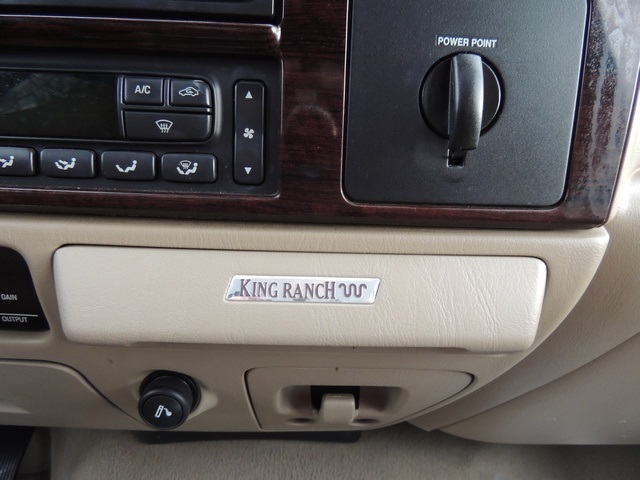 POWER POINT
A/C
KING RANCH
GAIN
OUTPUT